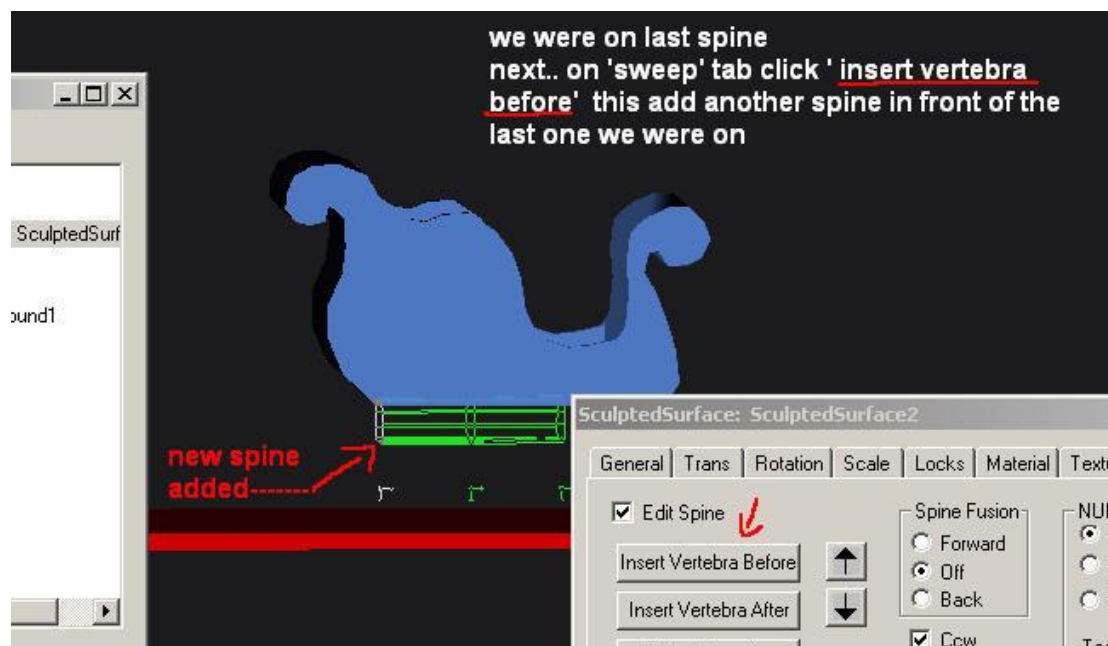 we were on last spine
next.. on 'sweep' tab click ' insert vertebra
before' this add another spine in front of the
last one we were on
SculptedSurf
ound1
new spine
added-------
SculptedSurface: SculptedSurface2
General Trans Rotation Scale Locks Material Textu
Edit Spine
Spine Fusion
NUR
Insert Vertebra Before
Forward
Off
Insert Vertebra After
Back
Ccw